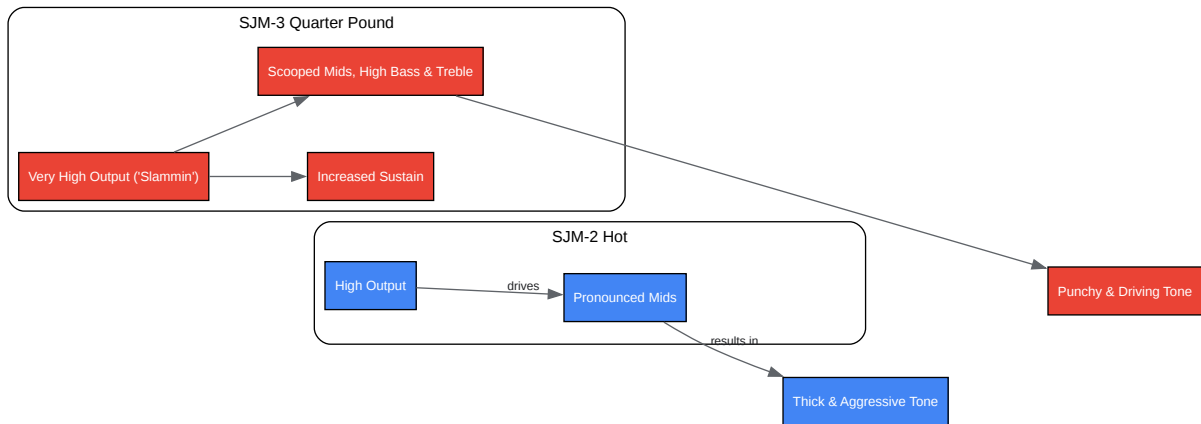 SJM-3 Quarter Pound
Scooped Mids, High Bass & Treble
Very High Output ('Slammin')
Increased Sustain
SJM-2 Hot
High Output
drives
Pronounced Mids
Punchy & Driving Tone
results in
Thick & Aggressive Tone